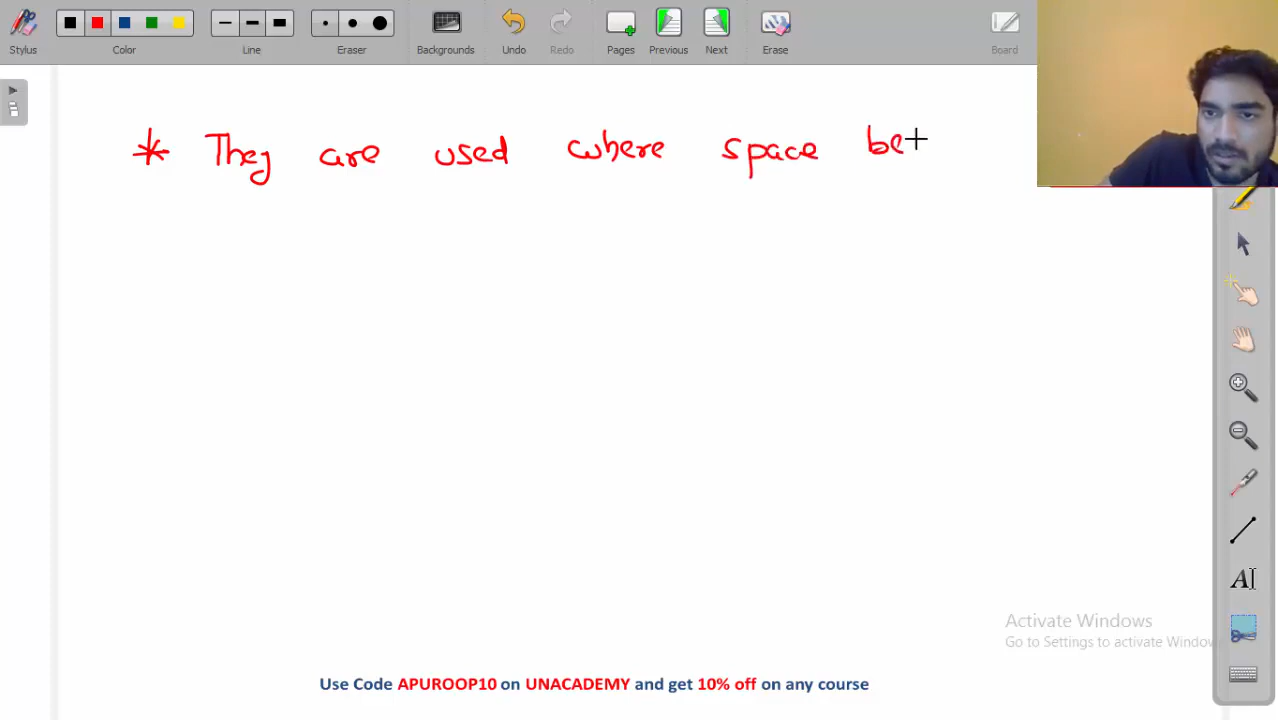 Stylus
Color
Line
Eraser
Backgrounds
Undo
Redo
Pages
Previous
Next
Erase
Board
* They are used where space be
AI
Activate Windows
Go to Settings to activate Window
Use Code APUROOP10 on UNACADEMY and get 10% off on any course